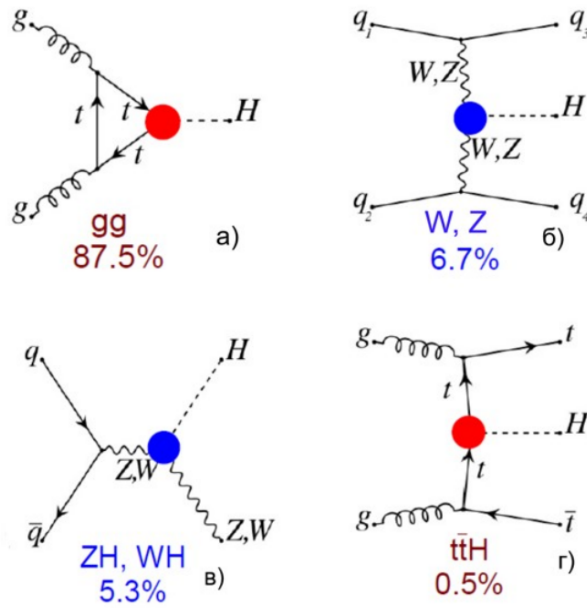 g
t
t
t
H
g
gg
87.5%
а)
q₁
q₃
W,Z
H
W,Z
q₂
q₄
W, Z
6.7%
б)
q
H
Z,W
q̄
Z,W
ZH, WH
5.3%
в)
g
t
t
H
t
g
t̄
tt̄H
0.5%
г)